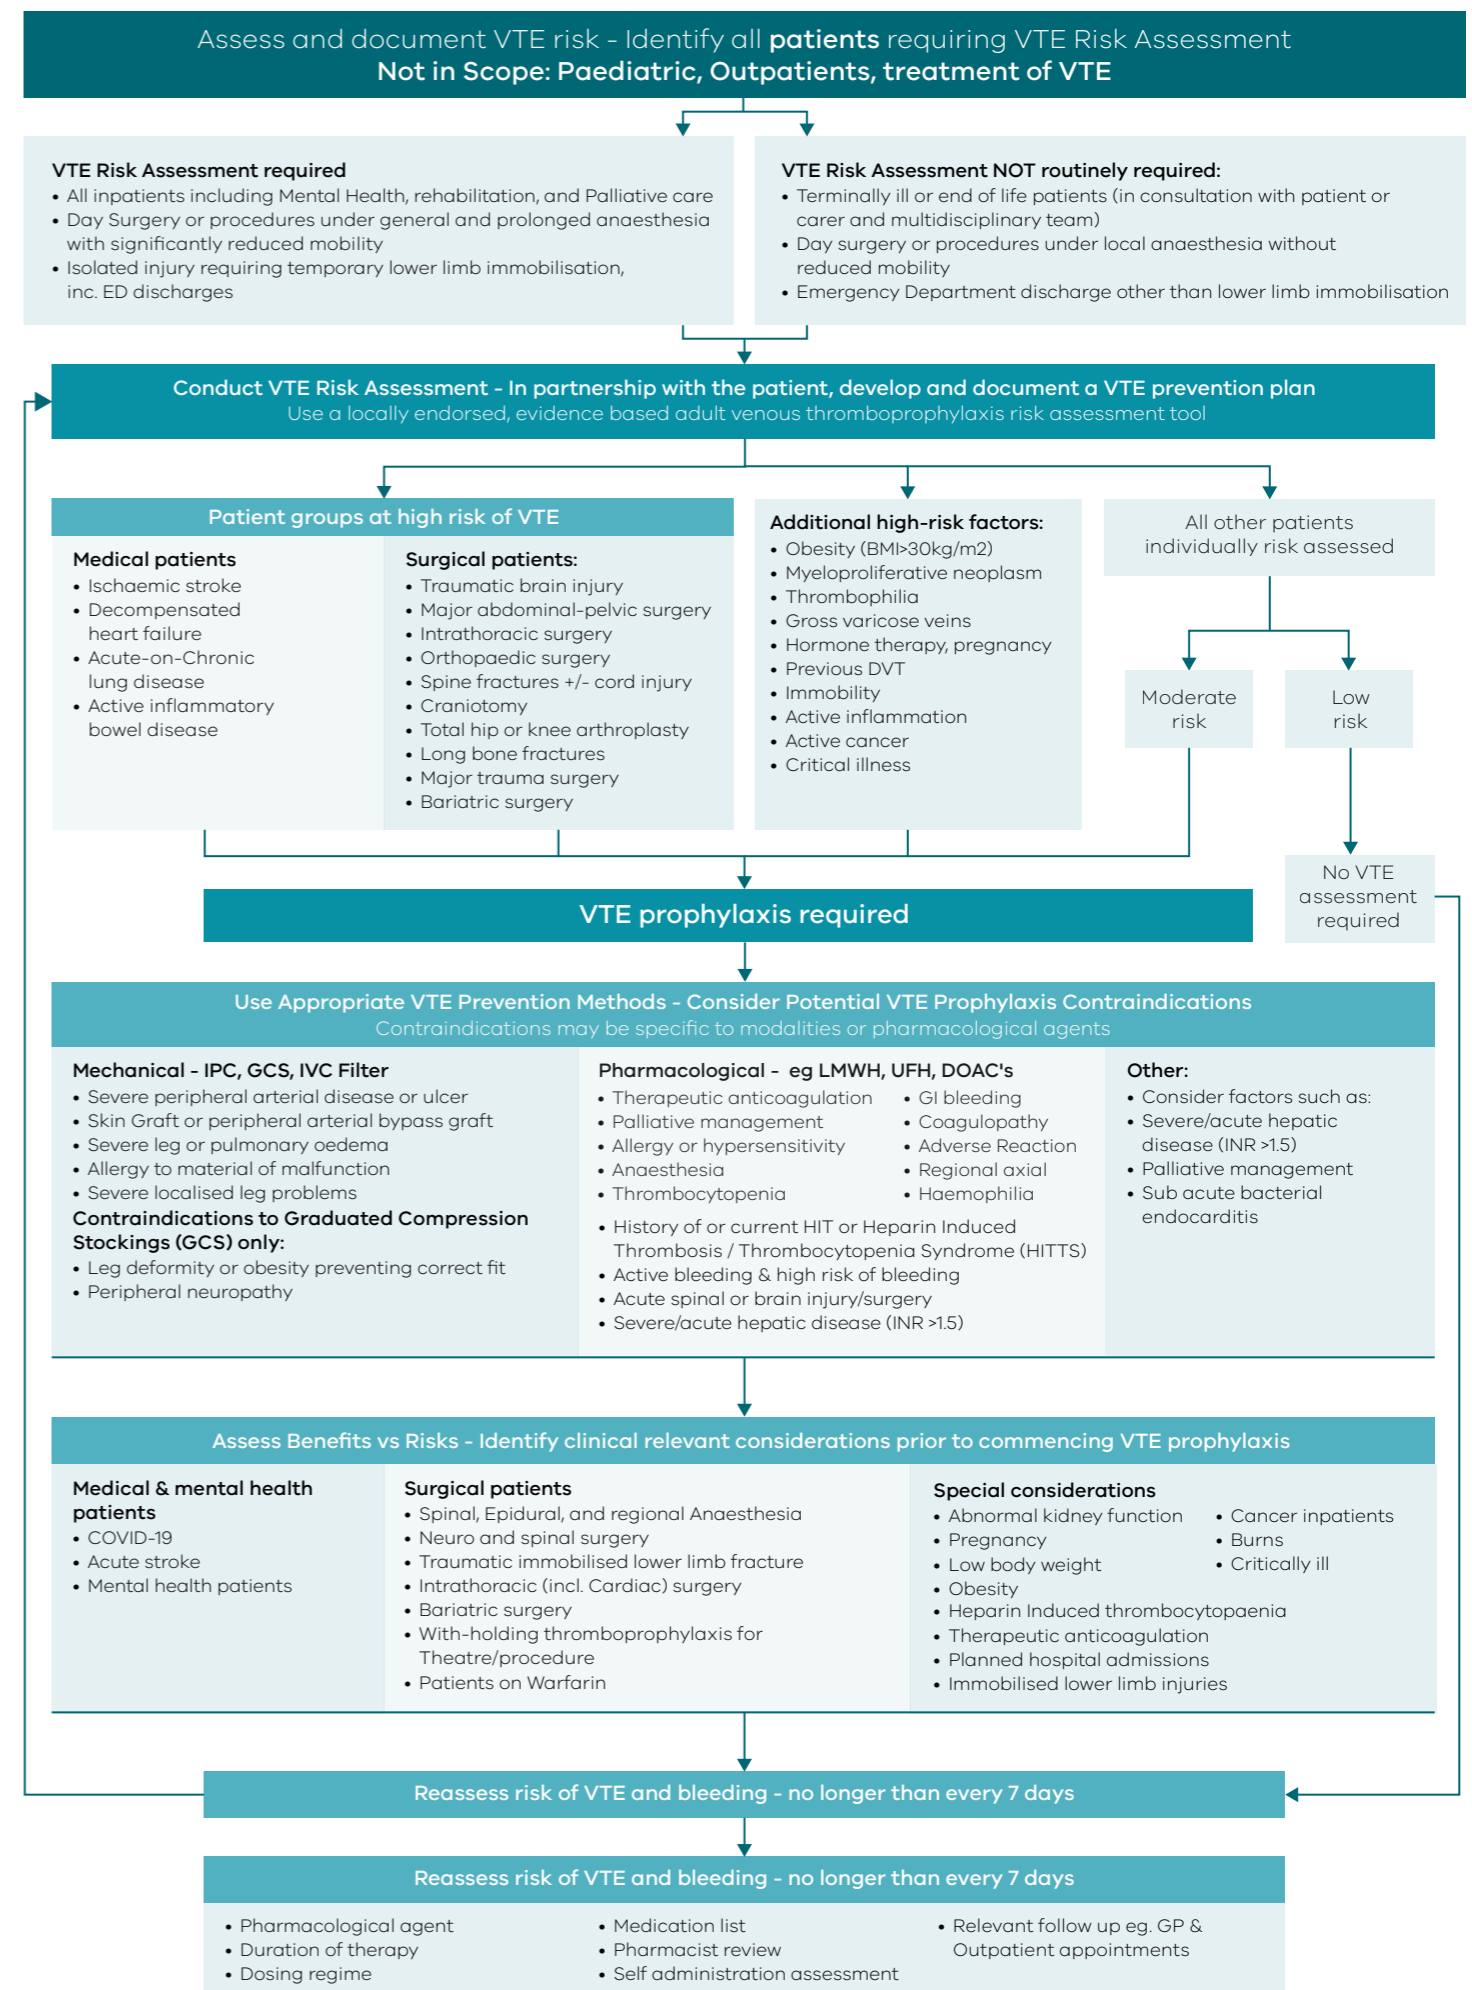 Assess and document VTE risk - Identify all patients requiring VTE Risk Assessment
Not in Scope: Paediatric, Outpatients, treatment of VTE
VTE Risk Assessment required
• All inpatients including Mental Health, rehabilitation, and Palliative care
• Day Surgery or procedures under general and prolonged anaesthesia
with significantly reduced mobility
• Isolated injury requiring temporary lower limb immobilisation,
inc. ED discharges
VTE Risk Assessment NOT routinely required:
• Terminally ill or end of life patients (in consultation with patient or
carer and multidisciplinary team)
• Day surgery or procedures under local anaesthesia without
reduced mobility
• Emergency Department discharge other than lower limb immobilisation
Conduct VTE Risk Assessment - In partnership with the patient, develop and document a VTE prevention plan
Use a locally endorsed, evidence based adult venous thromboprophylaxis risk assessment tool
Patient groups at high risk of VTE
Medical patients
• Ischaemic stroke
• Decompensated
heart failure
• Acute-on-Chronic
lung disease
• Active inflammatory
bowel disease
Surgical patients:
• Traumatic brain injury
• Major abdominal-pelvic surgery
• Intrathoracic surgery
• Orthopaedic surgery
• Spine fractures +/- cord injury
• Craniotomy
• Total hip or knee arthroplasty
• Long bone fractures
• Major trauma surgery
• Bariatric surgery
Additional high-risk factors:
• Obesity (BMI>30kg/m2)
• Myeloproliferative neoplasm
• Thrombophilia
• Gross varicose veins
• Hormone therapy, pregnancy
• Previous DVT
• Immobility
• Active inflammation
• Active cancer
• Critical illness
All other patients
individually risk assessed
Moderate
risk
Low
risk
No VTE
assessment
required
VTE prophylaxis required
Use Appropriate VTE Prevention Methods - Consider Potential VTE Prophylaxis Contraindications
Contraindications may be specific to modalities or pharmacological agents
Mechanical - IPC, GCS, IVC Filter
• Severe peripheral arterial disease or ulcer
• Skin Graft or peripheral arterial bypass graft
• Severe leg or pulmonary oedema
• Allergy to material of malfunction
• Severe localised leg problems
Contraindications to Graduated Compression
Stockings (GCS) only:
• Leg deformity or obesity preventing correct fit
• Peripheral neuropathy
Pharmacological - eg LMWH, UFH, DOAC's
• Therapeutic anticoagulation
• Palliative management
• Allergy or hypersensitivity
• Anaesthesia
• Thrombocytopenia
• GI bleeding
• Coagulopathy
• Adverse Reaction
• Regional axial
• Haemophilia
• History of or current HIT or Heparin Induced
Thrombosis / Thrombocytopenia Syndrome (HITTS)
• Active bleeding & high risk of bleeding
• Acute spinal or brain injury/surgery
• Severe/acute hepatic disease (INR >1.5)
Other:
• Consider factors such as:
• Severe/acute hepatic
disease (INR >1.5)
• Palliative management
• Sub acute bacterial
endocarditis
Assess Benefits vs Risks - Identify clinical relevant considerations prior to commencing VTE prophylaxis
Medical & mental health
patients
• COVID-19
• Acute stroke
• Mental health patients
Surgical patients
• Spinal, Epidural, and regional Anaesthesia
• Neuro and spinal surgery
• Traumatic immobilised lower limb fracture
• Intrathoracic (incl. Cardiac) surgery
• Bariatric surgery
• With-holding thromboprophylaxis for
Theatre/procedure
• Patients on Warfarin
Special considerations
• Abnormal kidney function
• Pregnancy
• Low body weight
• Obesity
• Heparin Induced thrombocytopaenia
• Therapeutic anticoagulation
• Planned hospital admissions
• Immobilised lower limb injuries
• Cancer inpatients
• Burns
• Critically ill
Reassess risk of VTE and bleeding - no longer than every 7 days
Reassess risk of VTE and bleeding - no longer than every 7 days
• Pharmacological agent
• Duration of therapy
• Dosing regime
• Medication list
• Pharmacist review
• Self administration assessment
• Relevant follow up eg. GP &
Outpatient appointments